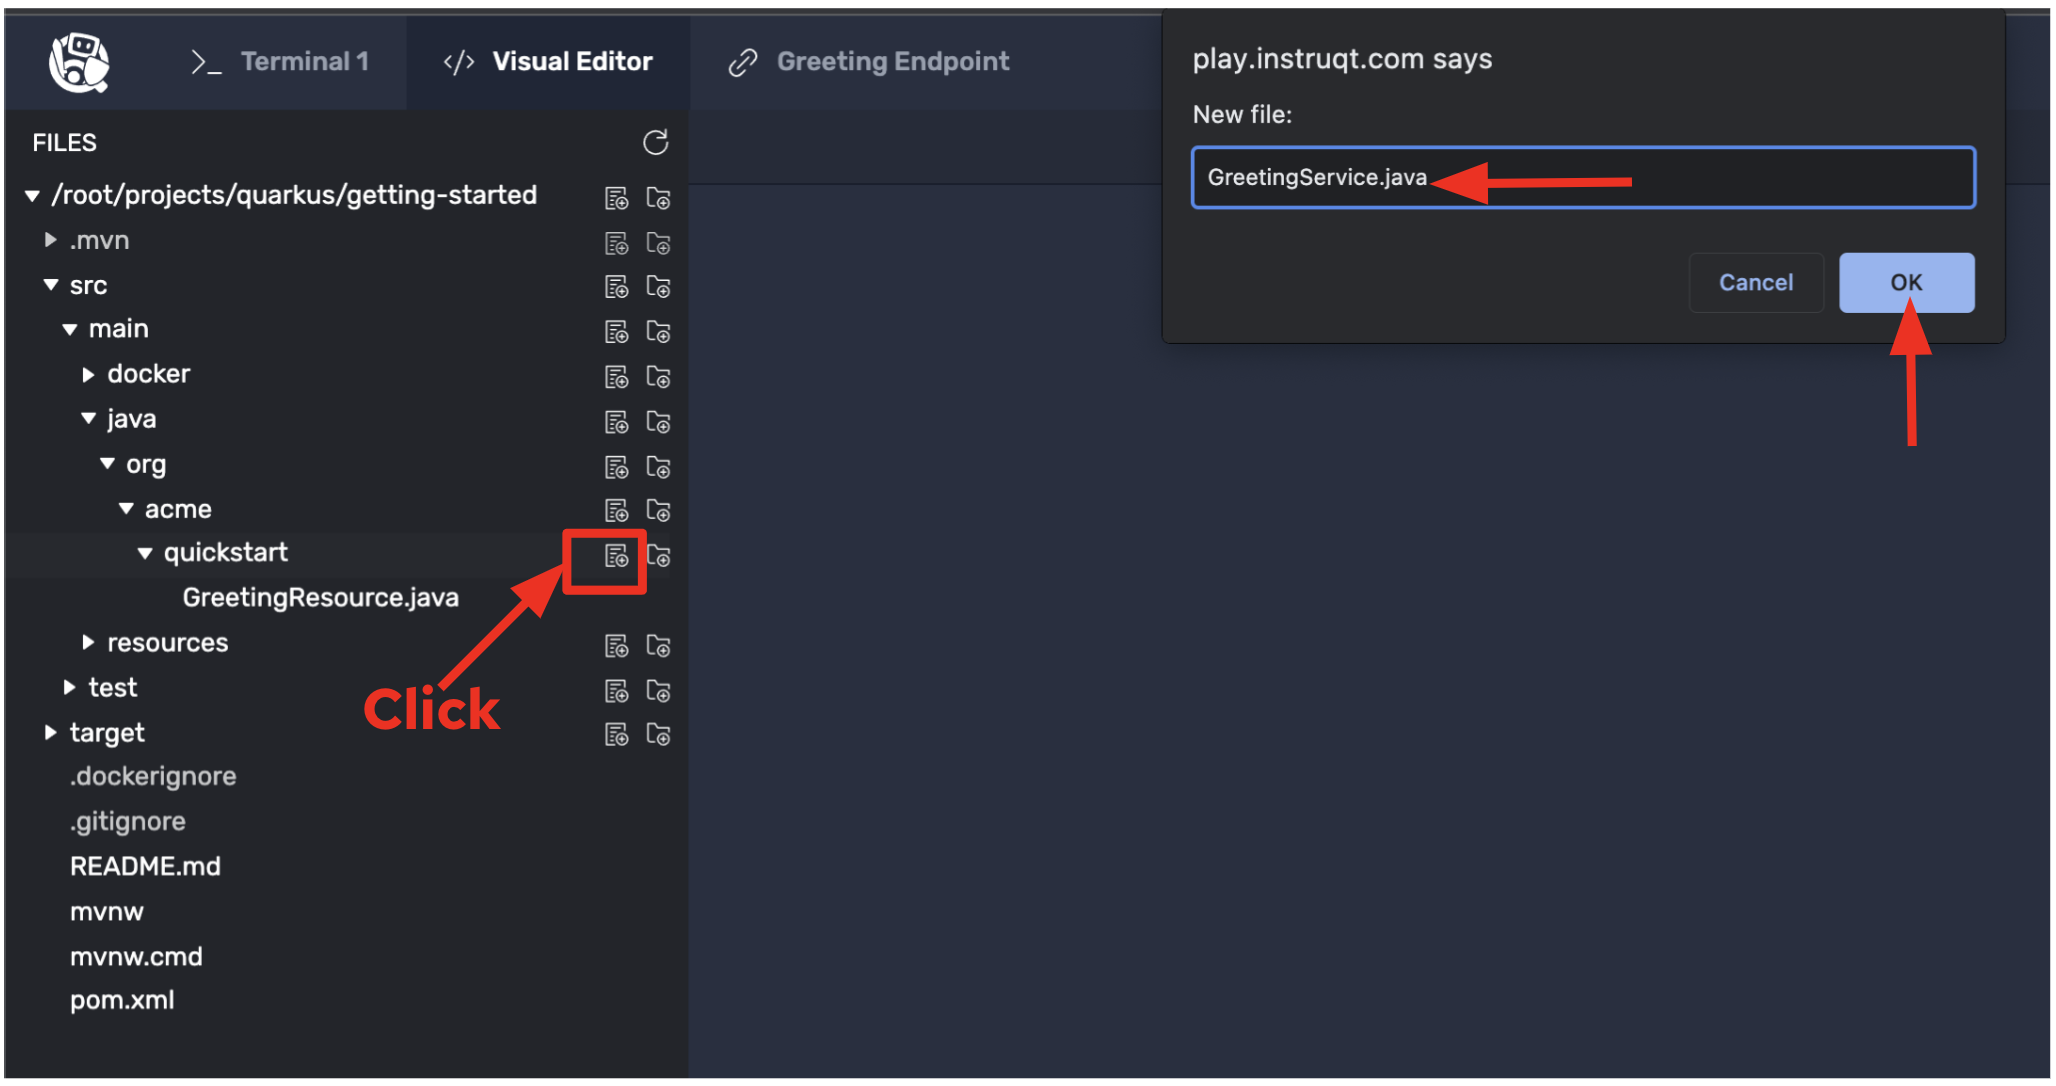 Terminal 1
Visual Editor
Greeting Endpoint
play.instruqt.com says
New file:
GreetingService.java
Cancel
OK
FILES
/root/projects/quarkus/getting-started
.mvn
src
main
docker
java
org
acme
quickstart
GreetingResource.java
resources
test
Click
target
.dockerignore
.gitignore
README.md
mvnw
mvnw.cmd
pom.xml